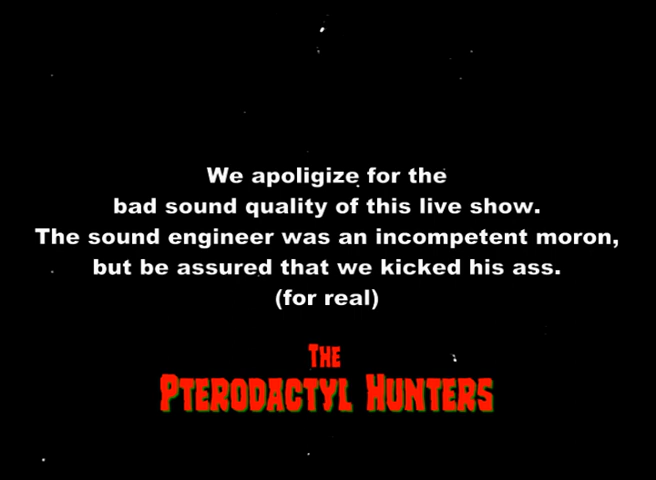 We apoligize for the
bad sound quality of this live show.
The sound engineer was an incompetent moron,
but be assured that we kicked his ass.
(for real)
The
Pterodactyl Hunters